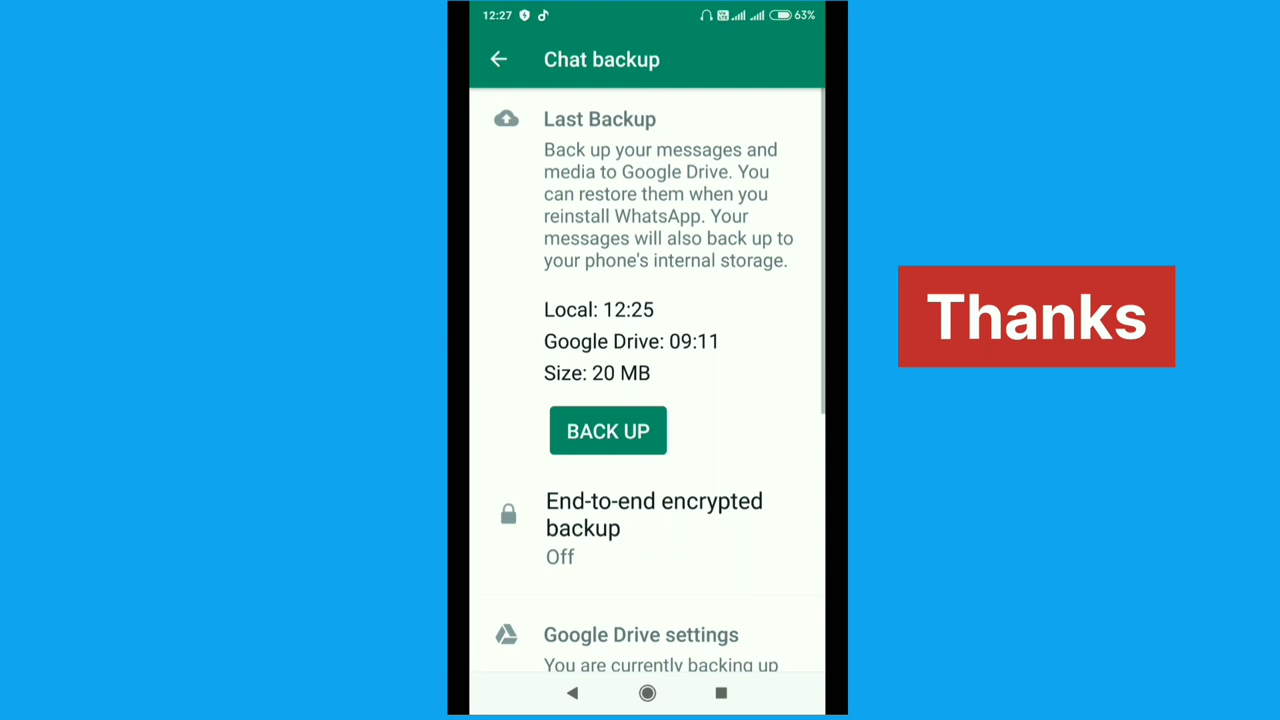 12:27
63%
Chat backup
Last Backup
Back up your messages and
media to Google Drive. You
can restore them when you
reinstall WhatsApp. Your
messages will also back up to
your phone's internal storage.
Local: 12:25
Google Drive: 09:11
Size: 20 MB
BACK UP
End-to-end encrypted
backup
Off
Google Drive settings
You are currently backing up
Thanks